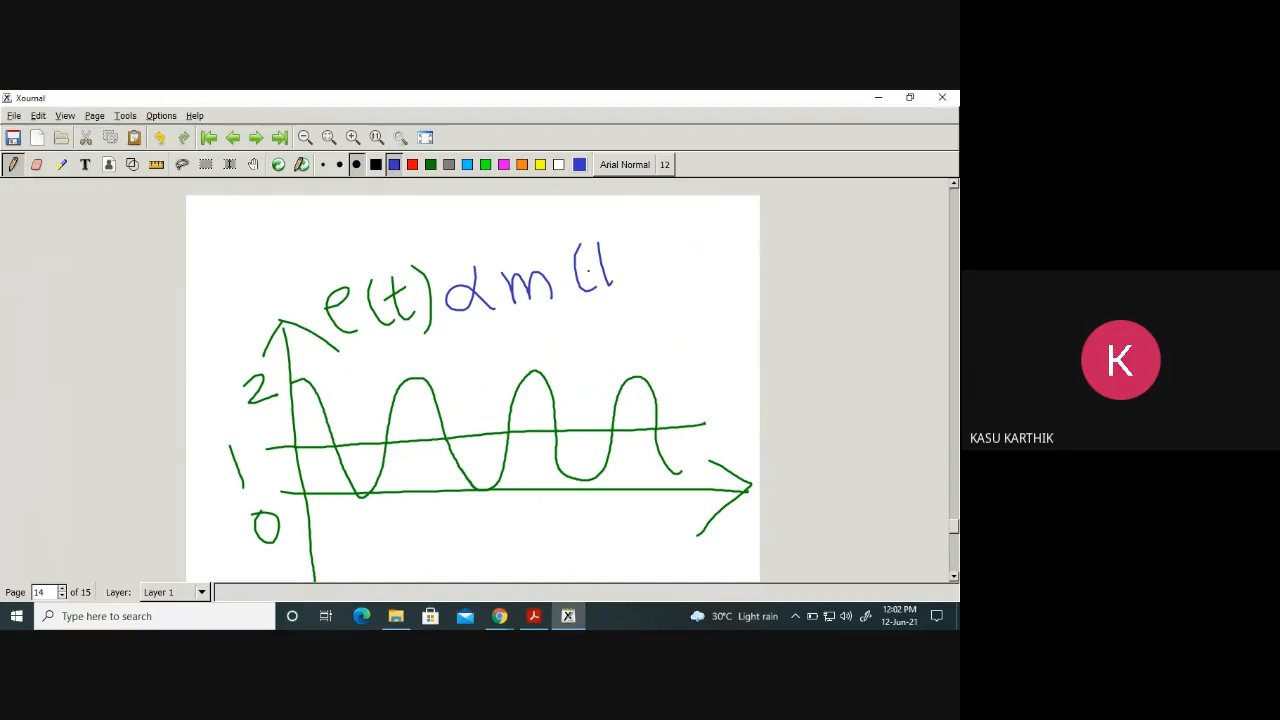 Xournal
File Edit View Page Tools Options Help
T Arial Normal 12
e(t) α m (
2
1
0
Page 14 of 15 Layer: Layer 1
Type here to search
30°C Light rain
12:02 PM
12-Jun-21
K
KASU KARTHIK